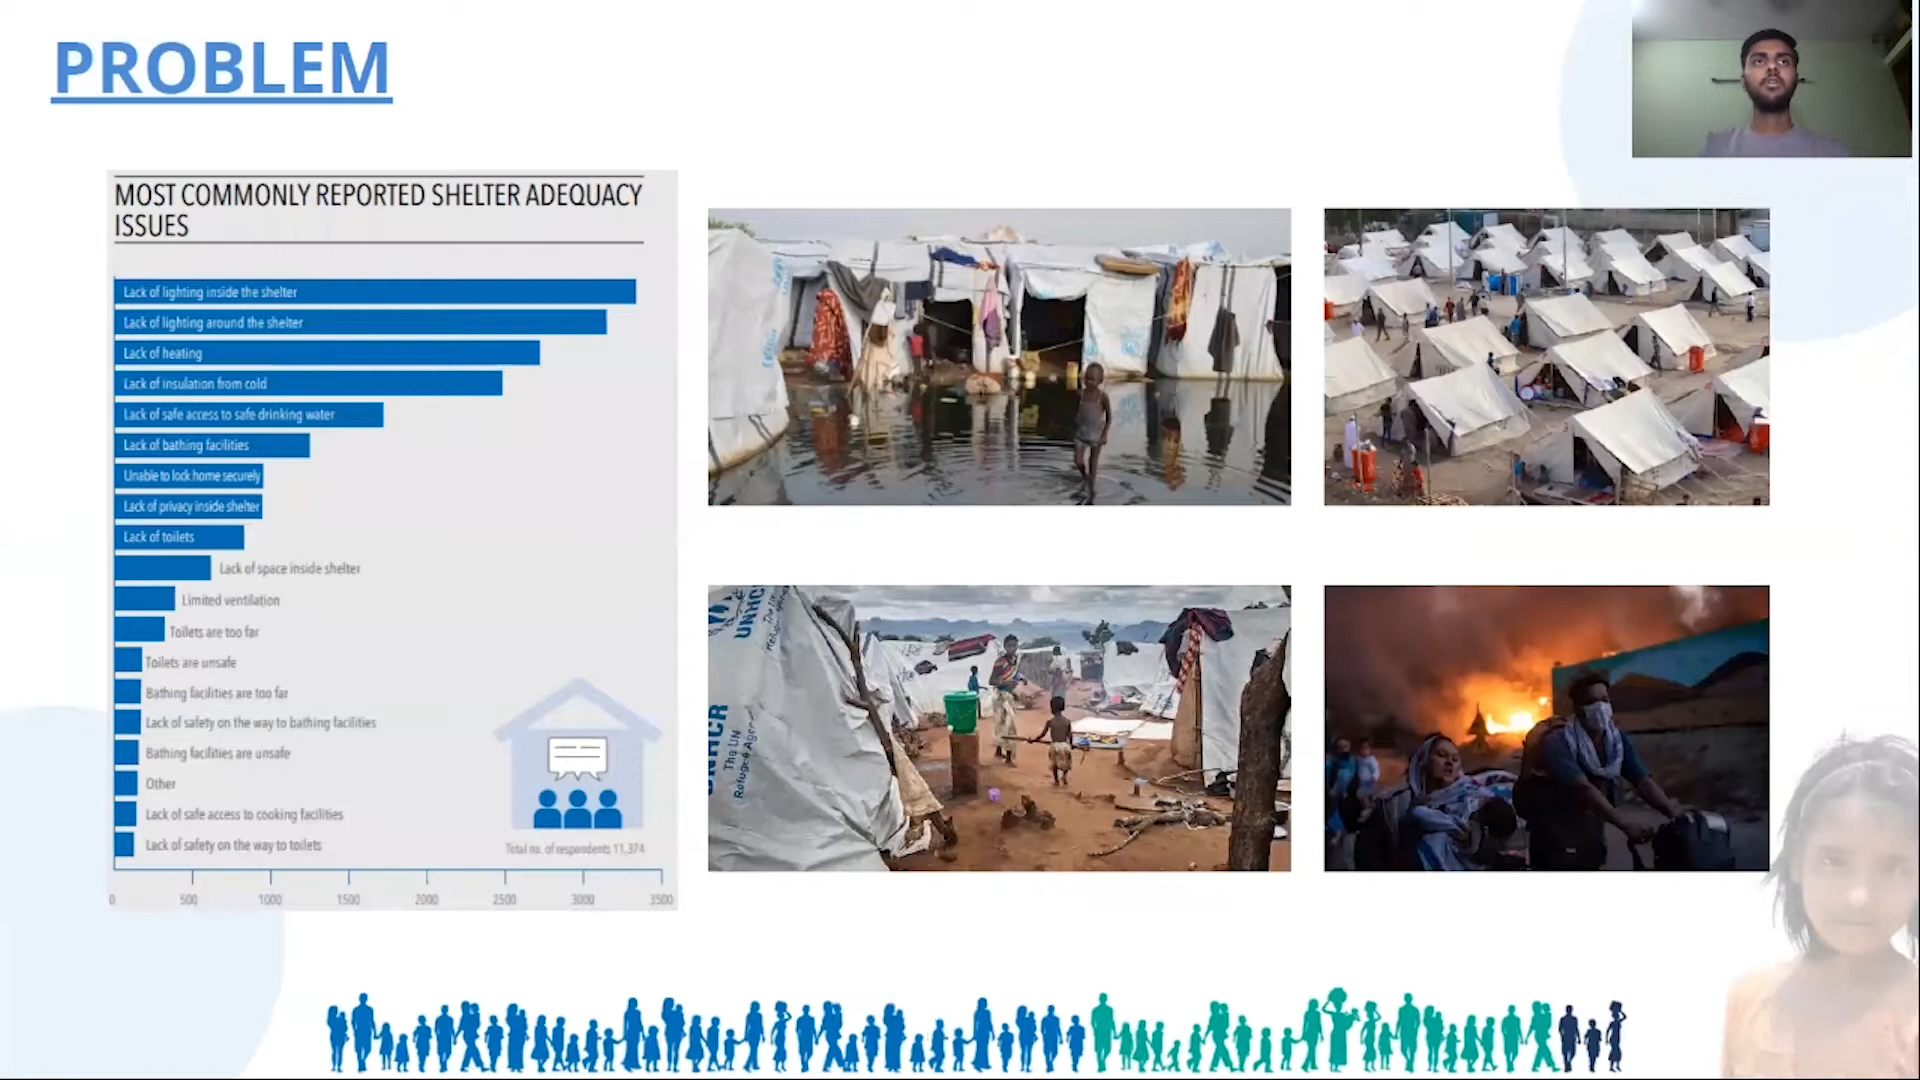 PROBLEM
MOST COMMONLY REPORTED SHELTER ADEQUACY
ISSUES
Lack of lighting inside the shelter
Lack of lighting around the shelter
Lack of heating
Lack of insulation from cold
Lack of safe access to safe drinking water
Lack of bathing facilities
Unable to lock home securely
Lack of privacy inside shelter
Lack of toilets
Lack of space inside shelter
Limited ventilation
Toilets are too far
Toilets are unsafe
Bathing facilities are too far
Lack of safety on the way to bathing facilities
Bathing facilities are unsafe
Other
Lack of safe access to cooking facilities
Lack of safety on the way to toilets
Total no. of respondents 11,374
0 500 1000 1500 2000 2500 3000 3500
UNHCR
UNHCR
The UN
Refugee Agency